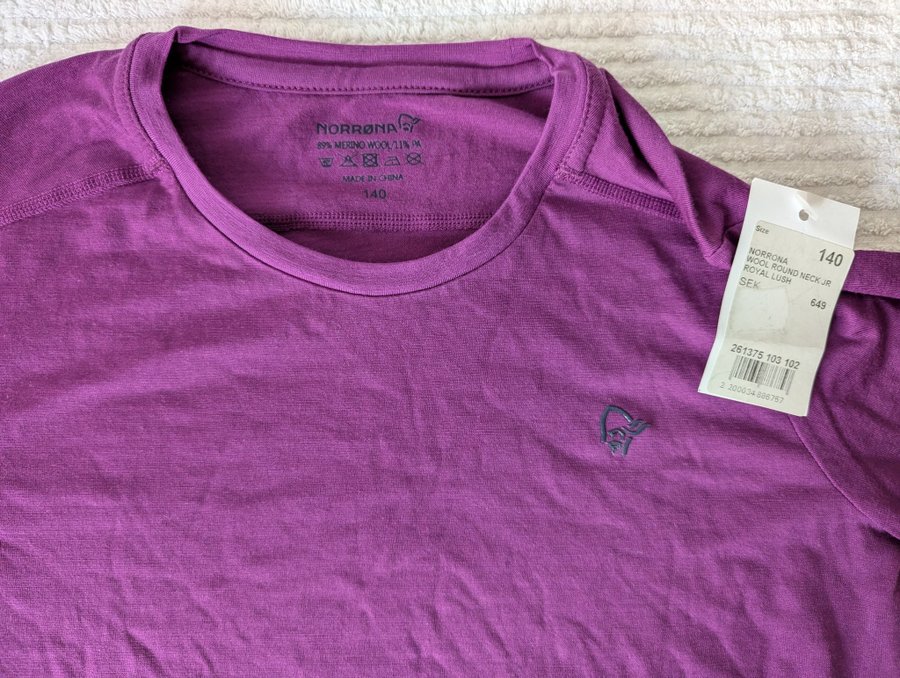 NORRØNA
89% MERINO WOOL/11% PA
MADE IN CHINA
140
Size
140
NORRONA
WOOL ROUND NECK JR
ROYAL LUSH
SEK
649
261375 103 102
2 200034 886757